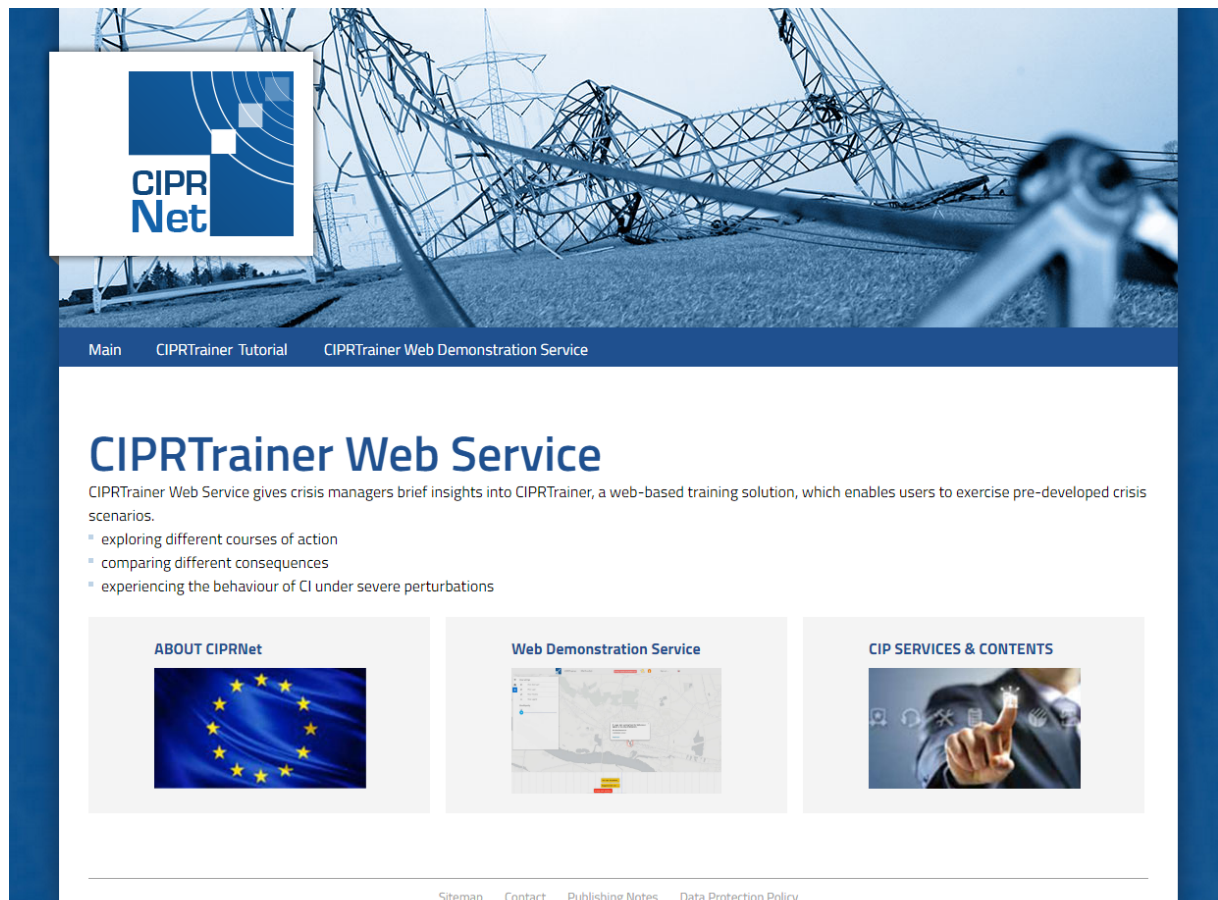 CIPR
Net
Main CIPRTrainer Tutorial CIPRTrainer Web Demonstration Service
CIPRTrainer Web Service
CIPRTrainer Web Service gives crisis managers brief insights into CIPRTrainer, a web-based training solution, which enables users to exercise pre-developed crisis
scenarios.
exploring different courses of action
comparing different consequences
experiencing the behaviour of CI under severe perturbations
ABOUT CIPRNet
Web Demonstration Service
CIP SERVICES & CONTENTS
Sitemap Contact Publishing Notes Data Protection Policy